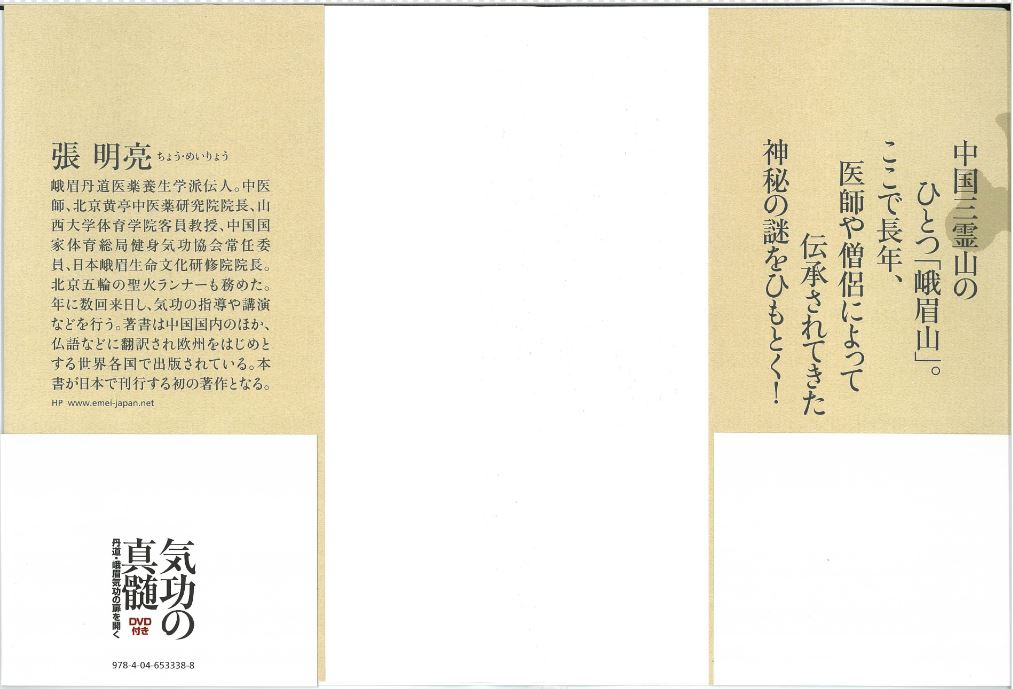 張 明亮 ちょう・めいりょう
峨眉丹道医薬養生学派伝人。中医
師、北京黄亭中医薬研究院院長、山
西大学体育学院客員教授、中国国
家体育総局健身気功協会常任委
員、日本峨眉生命文化研修院院長。
北京五輪の聖火ランナーも務めた。
年に数回来日し、気功の指導や講演
などを行う。著書は中国国内のほか、
仏語などに翻訳され欧州をはじめと
する世界各国で出版されている。本
書が日本で刊行する初の著作となる。
HP www.emei-japan.net
気功の
真髄
DVD
付き
丹道・峨眉気功の扉を開く
978-4-04-653338-8
中国三霊山の
ひとつ「峨眉山」。
ここで長年、
医師や僧侶によって
伝承されてきた
神秘の謎をひもとく！